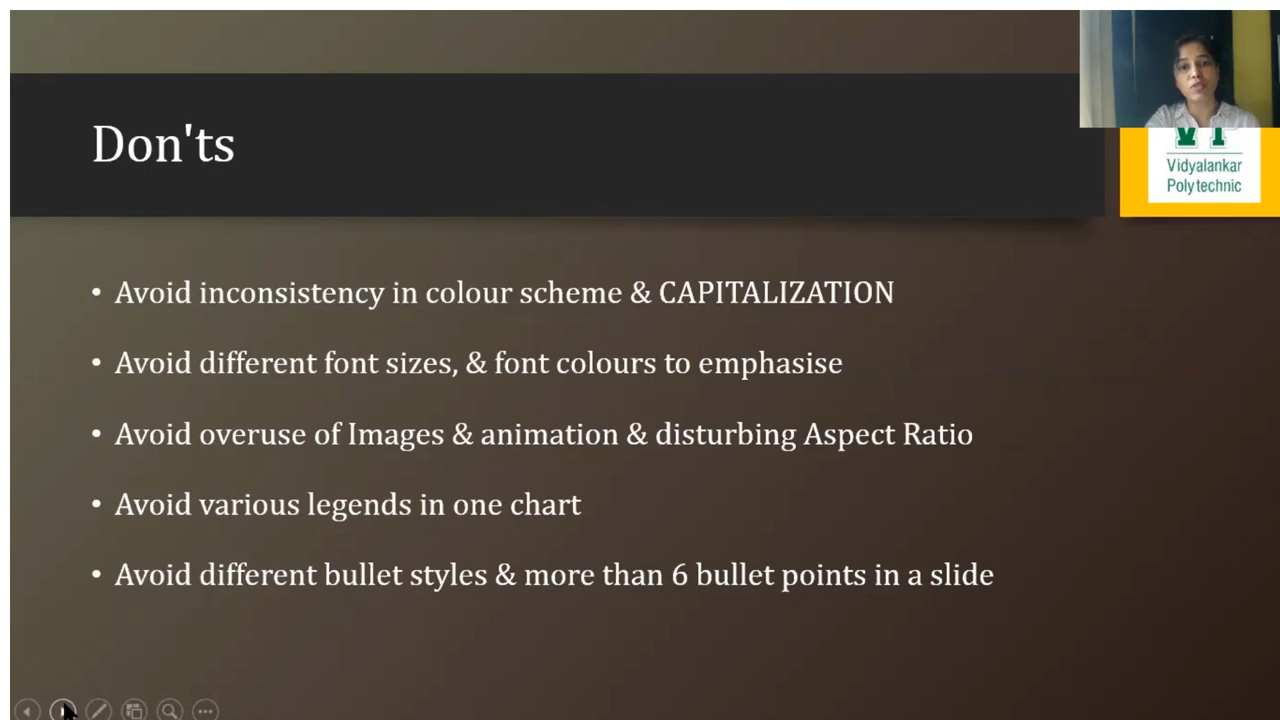 Don'ts
Vidyalankar
Polytechnic
• Avoid inconsistency in colour scheme & CAPITALIZATION
• Avoid different font sizes, & font colours to emphasise
• Avoid overuse of Images & animation & disturbing Aspect Ratio
• Avoid various legends in one chart
• Avoid different bullet styles & more than 6 bullet points in a slide